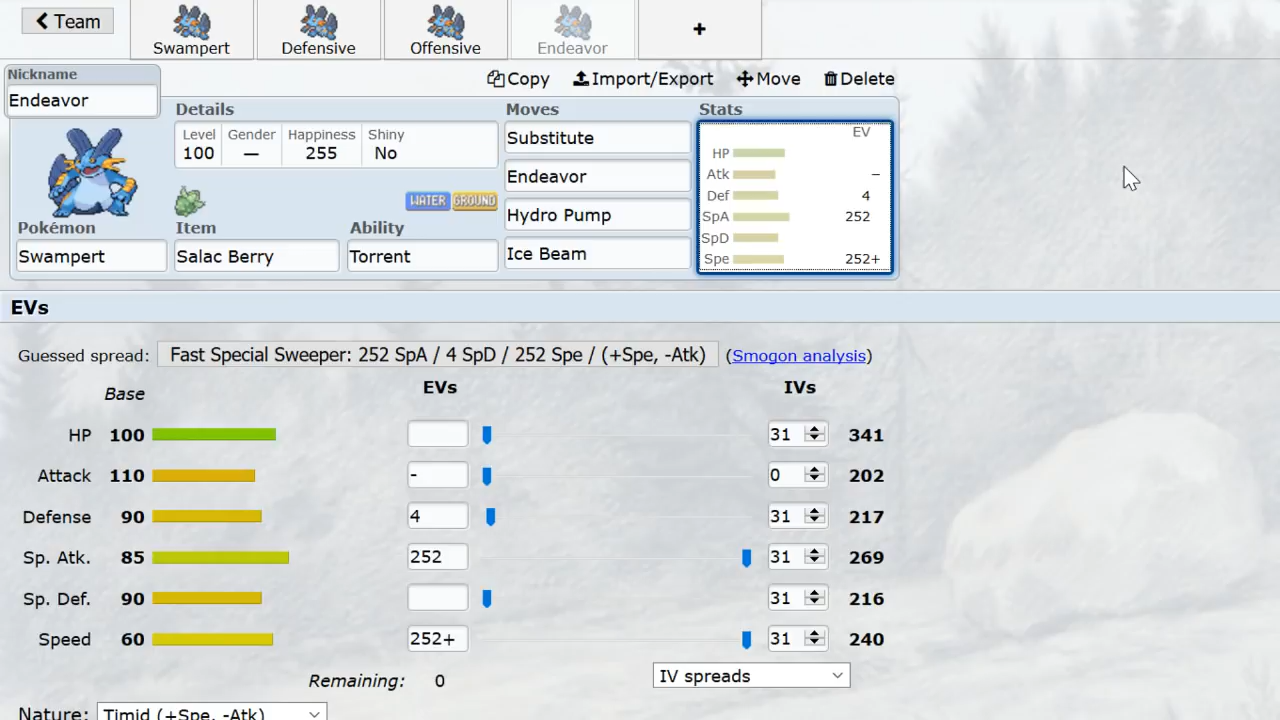 Team
Swampert
Defensive
Offensive
Endeavor
+
Nickname
Endeavor
Copy
Import/Export
Move
Delete
Details
Level
100
Gender
—
Happiness
255
Shiny
No
WATER GROUND
Pokémon
Swampert
Item
Salac Berry
Ability
Torrent
Moves
Substitute
Endeavor
Hydro Pump
Ice Beam
Stats
EV
HP
Atk –
Def 4
SpA 252
SpD
Spe 252+
EVs
Guessed spread: Fast Special Sweeper: 252 SpA / 4 SpD / 252 Spe / (+Spe, -Atk) (Smogon analysis)
Base EVs IVs
HP 100 31 341
Attack 110 - 0 202
Defense 90 4 31 217
Sp. Atk. 85 252 31 269
Sp. Def. 90 31 216
Speed 60 252+ 31 240
Remaining: 0 IV spreads
Nature: Timid (+Spe, -Atk)